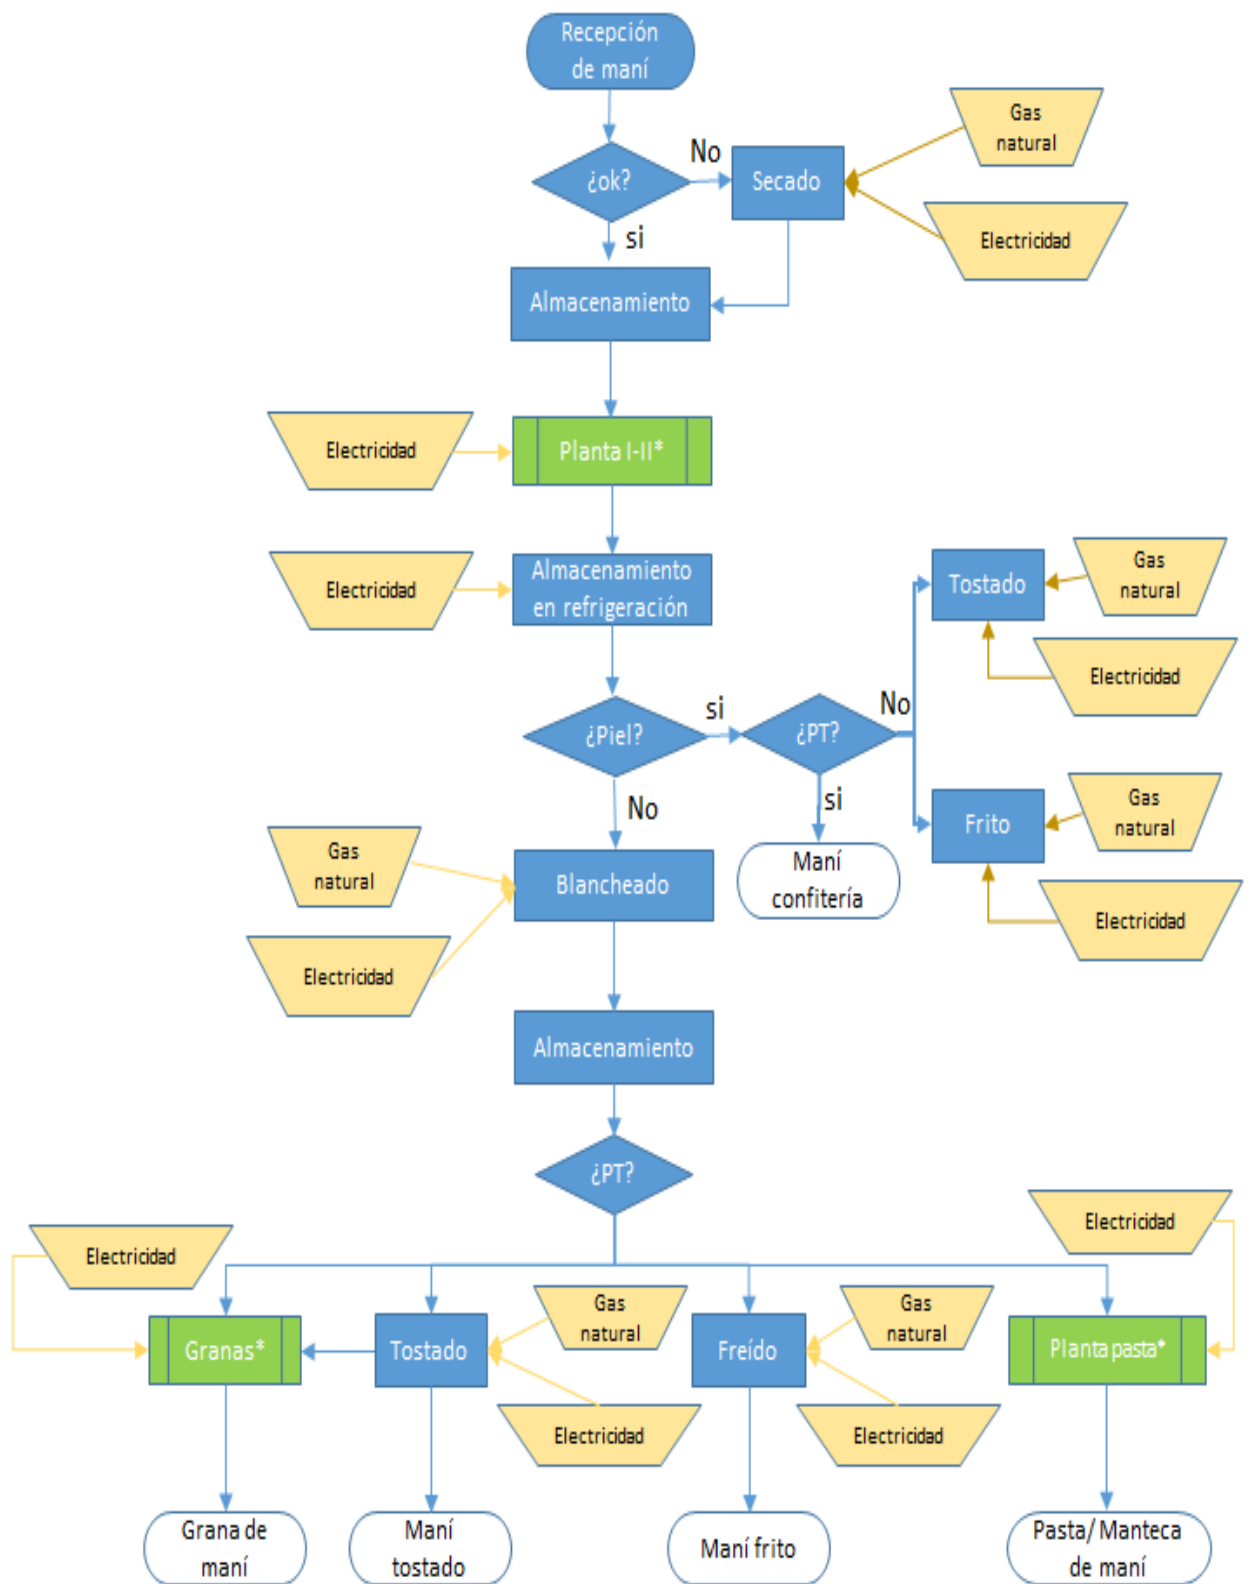 Recepción
de maní
Gas
natural
No
¿ok?
Secado
Electricidad
si
Almacenamiento
Electricidad
Planta I-II*
Electricidad
Almacenamiento
en refrigeración
Tostado
Gas
natural
Electricidad
¿Piel?
si
¿PT?
No
No
si
Frito
Gas
natural
Electricidad
Gas
natural
Blancheado
Maní
confitería
Electricidad
Almacenamiento
¿PT?
Electricidad
Electricidad
Gas
natural
Gas
natural
Granas*
Tostado
Freído
Planta pasta*
Electricidad
Electricidad
Grana de
maní
Maní
tostado
Maní frito
Pasta/ Manteca
de maní